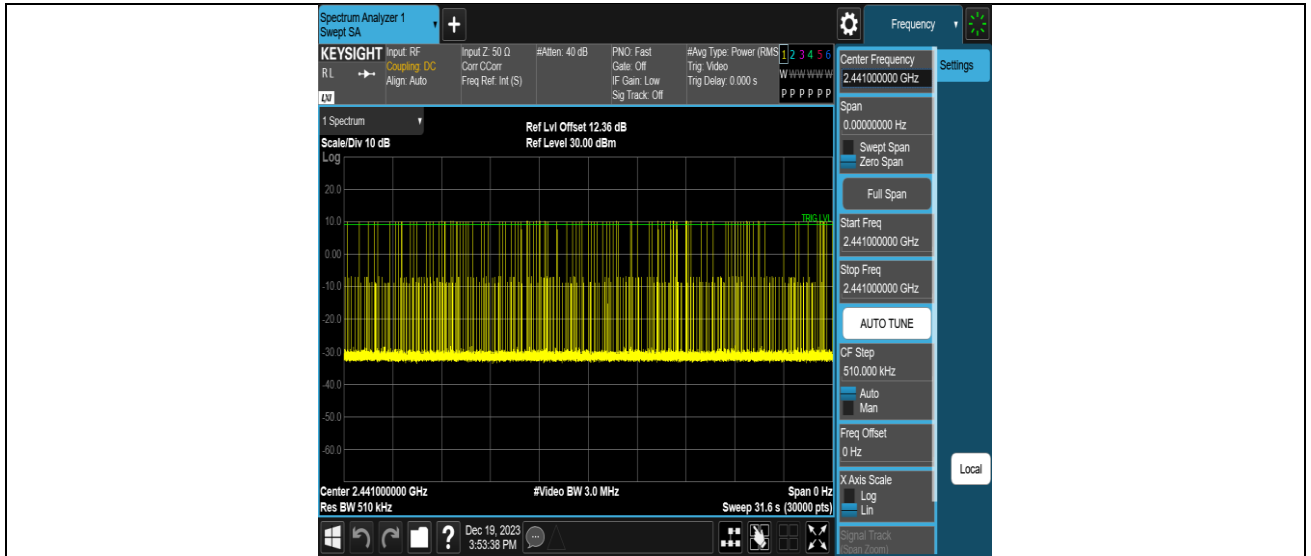 Spectrum Analyzer 1
Swept SA
+
Frequency
KEYSIGHT
RL
LXI
Input: RF
Coupling: DC
Align: Auto
Input Z: 50 Ω
Corr CCorr
Freq Ref: Int (S)
#Atten: 40 dB
PNO: Fast
Gate: Off
IF Gain: Low
Sig Track: Off
#Avg Type: Power (RMS
Trig: Video
Trig Delay: 0.000 s
1 2 3 4 5 6
W W W W W W
P P P P P P
1 Spectrum
Scale/Div 10 dB
Ref Lvl Offset 12.36 dB
Ref Level 30.00 dBm
Log
20.0
10.0
TRIG LVL
0.00
-10.0
-20.0
-30.0
-40.0
-50.0
-60.0
Center 2.441000000 GHz
#Video BW 3.0 MHz
Span 0 Hz
Res BW 510 kHz
Sweep 31.6 s (30000 pts)
Center Frequency
2.441000000 GHz
Settings
Span
0.00000000 Hz
Swept Span
Zero Span
Full Span
Start Freq
2.441000000 GHz
Stop Freq
2.441000000 GHz
AUTO TUNE
CF Step
510.000 kHz
Auto
Man
Freq Offset
0 Hz
X Axis Scale
Log
Lin
Signal Track
(Span Zoom)
Local
?
Dec 19, 2023
3:53:38 PM